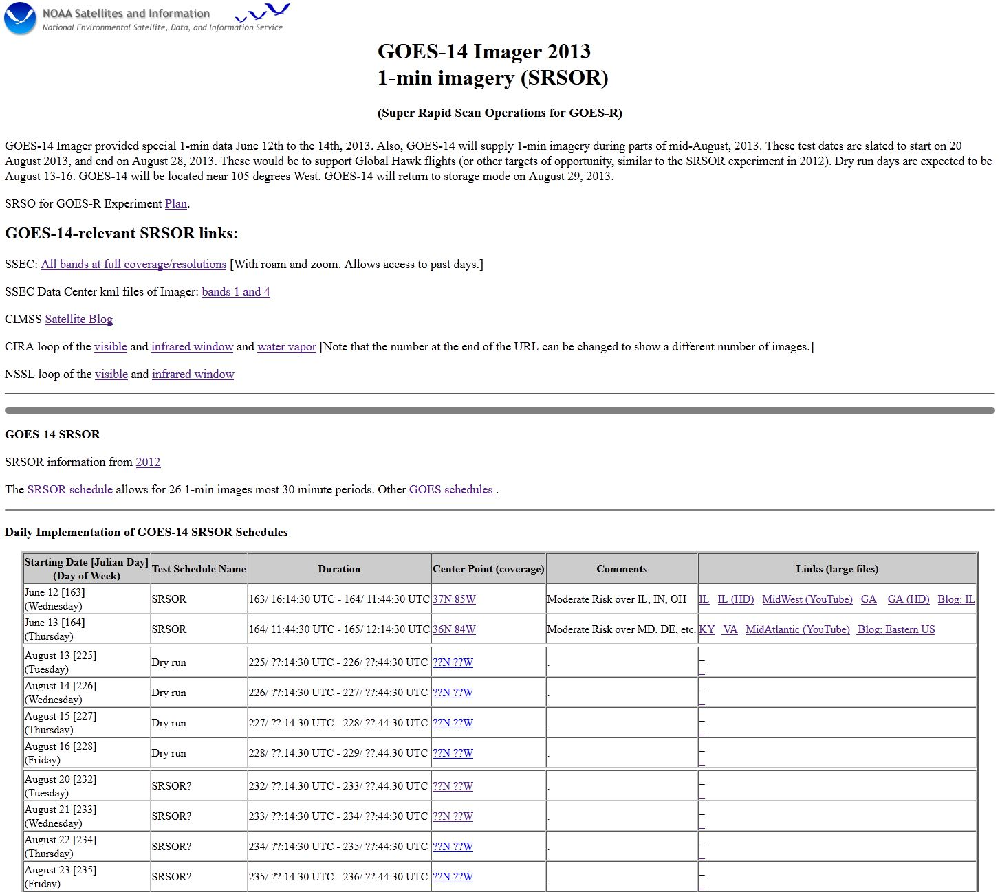 NOAA Satellites and Information
National Environmental Satellite, Data, and Information Service
GOES-14 Imager 2013
1-min imagery (SRSOR)
(Super Rapid Scan Operations for GOES-R)
GOES-14 Imager provided special 1-min data June 12th to the 14th, 2013. Also, GOES-14 will supply 1-min imagery during parts of mid-August, 2013. These test dates are slated to start on 20
August 2013, and end on August 28, 2013. These would be to support Global Hawk flights (or other targets of opportunity, similar to the SRSOR experiment in 2012). Dry run days are expected to be
August 13-16. GOES-14 will be located near 105 degrees West. GOES-14 will return to storage mode on August 29, 2013.
SRSO for GOES-R Experiment Plan.
GOES-14-relevant SRSOR links:
SSEC: All bands at full coverage/resolutions [With roam and zoom. Allows access to past days.]
SSEC Data Center kml files of Imager: bands 1 and 4
CIMSS Satellite Blog
CIRA loop of the visible and infrared window and water vapor [Note that the number at the end of the URL can be changed to show a different number of images.]
NSSL loop of the visible and infrared window
GOES-14 SRSOR
SRSOR information from 2012
The SRSOR schedule allows for 26 1-min images most 30 minute periods. Other GOES schedules .
Daily Implementation of GOES-14 SRSOR Schedules
Starting Date [Julian Day] (Day of Week) Test Schedule Name Duration Center Point (coverage) Comments Links (large files)
June 12 [163] (Wednesday) SRSOR 163/ 16:14:30 UTC - 164/ 11:44:30 UTC 37N 85W Moderate Risk over IL, IN, OH IL IL (HD) MidWest (YouTube) GA GA (HD) Blog: IL
June 13 [164] (Thursday) SRSOR 164/ 11:44:30 UTC - 165/ 12:14:30 UTC 36N 84W Moderate Risk over MD, DE, etc. KY VA MidAtlantic (YouTube) Blog: Eastern US
August 13 [225] (Tuesday) Dry run 225/ ??:14:30 UTC - 226/ ??:44:30 UTC ??N ??W .
August 14 [226] (Wednesday) Dry run 226/ ??:14:30 UTC - 227/ ??:44:30 UTC ??N ??W .
August 15 [227] (Thursday) Dry run 227/ ??:14:30 UTC - 228/ ??:44:30 UTC ??N ??W .
August 16 [228] (Friday) Dry run 228/ ??:14:30 UTC - 229/ ??:44:30 UTC ??N ??W .
August 20 [232] (Tuesday) SRSOR? 232/ ??:14:30 UTC - 233/ ??:44:30 UTC ??N ??W .
August 21 [233] (Wednesday) SRSOR? 233/ ??:14:30 UTC - 234/ ??:44:30 UTC ??N ??W .
August 22 [234] (Thursday) SRSOR? 234/ ??:14:30 UTC - 235/ ??:44:30 UTC ??N ??W .
August 23 [235] (Friday) SRSOR? 235/ ??:14:30 UTC - 236/ ??:44:30 UTC ??N ??W .